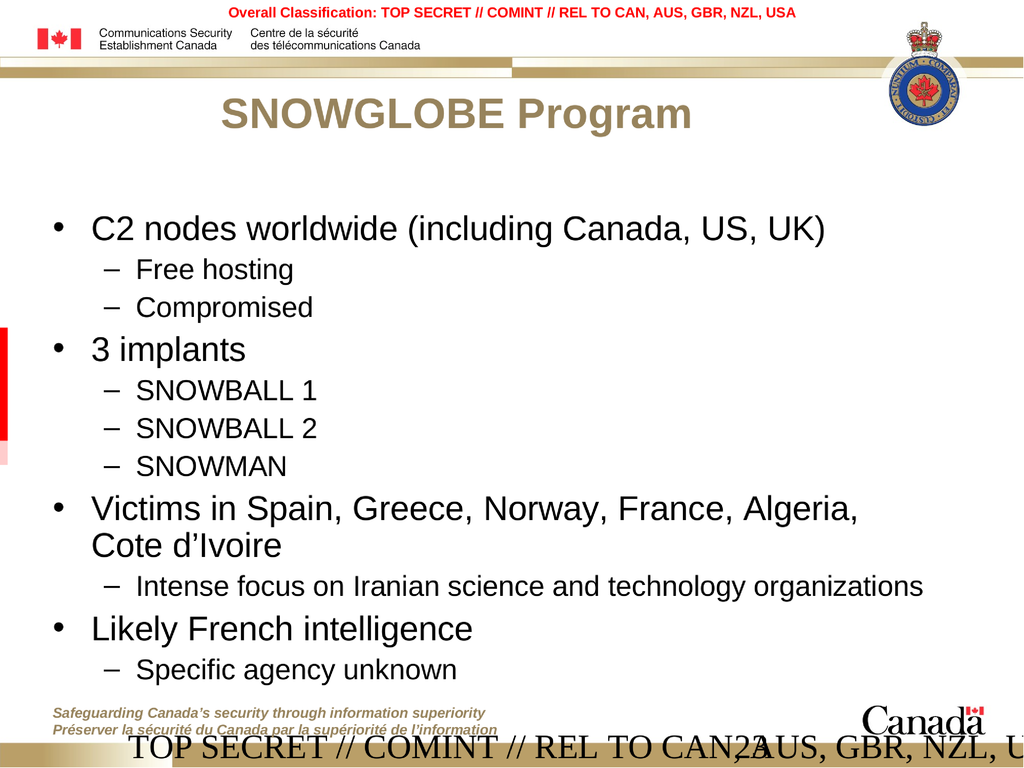 Overall Classification: TOP SECRET // COMINT // REL TO CAN, AUS, GBR, NZL, USA
Communications Security Centre de la sécurité
Establishment Canada des télécommunications Canada
SNOWGLOBE Program
• C2 nodes worldwide (including Canada, US, UK)
– Free hosting
– Compromised
• 3 implants
– SNOWBALL 1
– SNOWBALL 2
– SNOWMAN
• Victims in Spain, Greece, Norway, France, Algeria,
Cote d’Ivoire
– Intense focus on Iranian science and technology organizations
• Likely French intelligence
– Specific agency unknown
Safeguarding Canada’s security through information superiority
Préserver la sécurité du Canada par la supériorité de l’information
Canada
TOP SECRET // COMINT // REL TO CAN, AUS, GBR, NZL, U